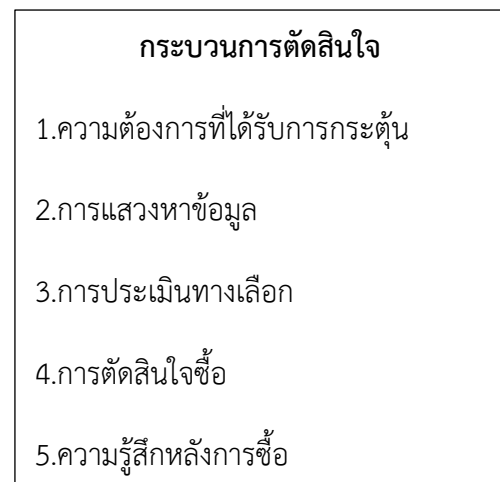 กระบวนการตัดสินใจ
1.ความต้องการที่ได้รับการกระตุ้น
2.การแสวงหาข้อมูล
3.การประเมินทางเลือก
4.การตัดสินใจซื้อ
5.ความรู้สึกหลังการซื้อ